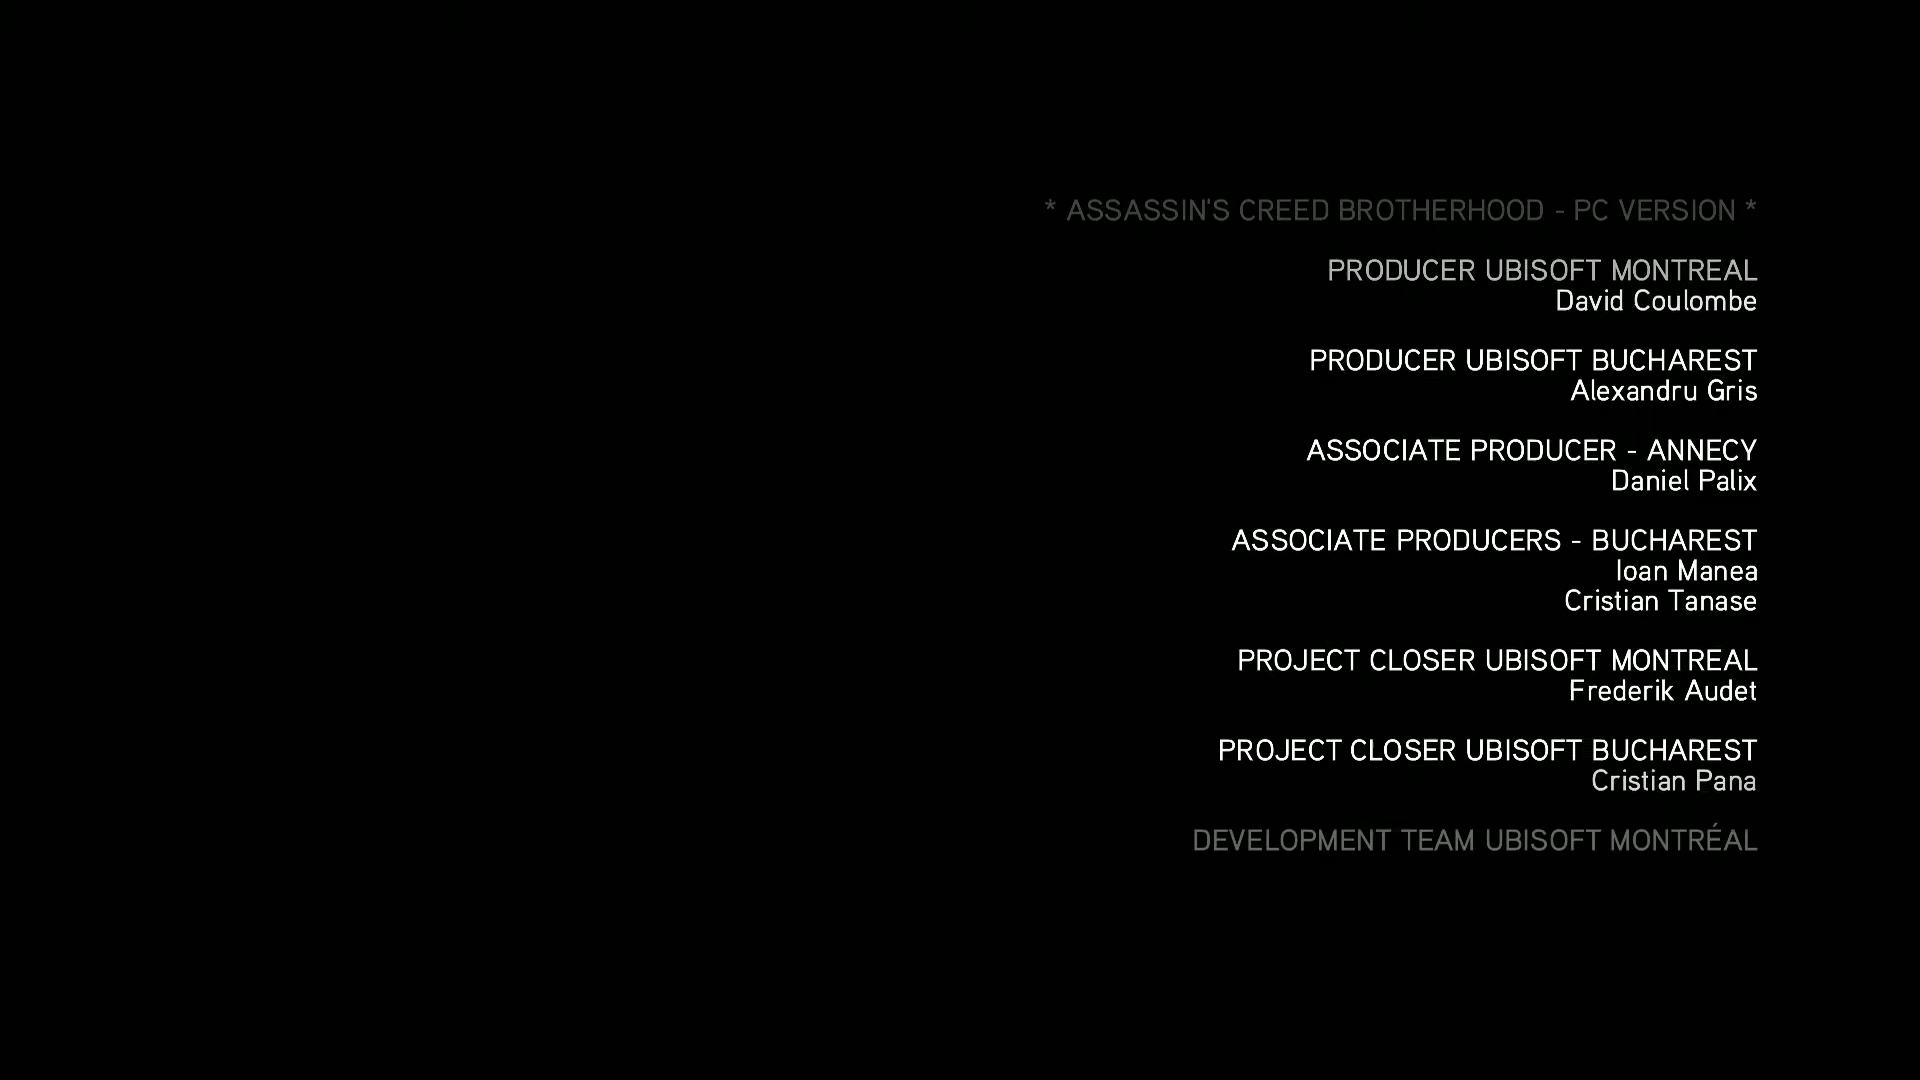 * ASSASSIN'S CREED BROTHERHOOD - PC VERSION *
PRODUCER UBISOFT MONTREAL
David Coulombe
PRODUCER UBISOFT BUCHAREST
Alexandru Gris
ASSOCIATE PRODUCER - ANNECY
Daniel Palix
ASSOCIATE PRODUCERS - BUCHAREST
Ioan Manea
Cristian Tanase
PROJECT CLOSER UBISOFT MONTREAL
Frederik Audet
PROJECT CLOSER UBISOFT BUCHAREST
Cristian Pana
DEVELOPMENT TEAM UBISOFT MONTRÉAL